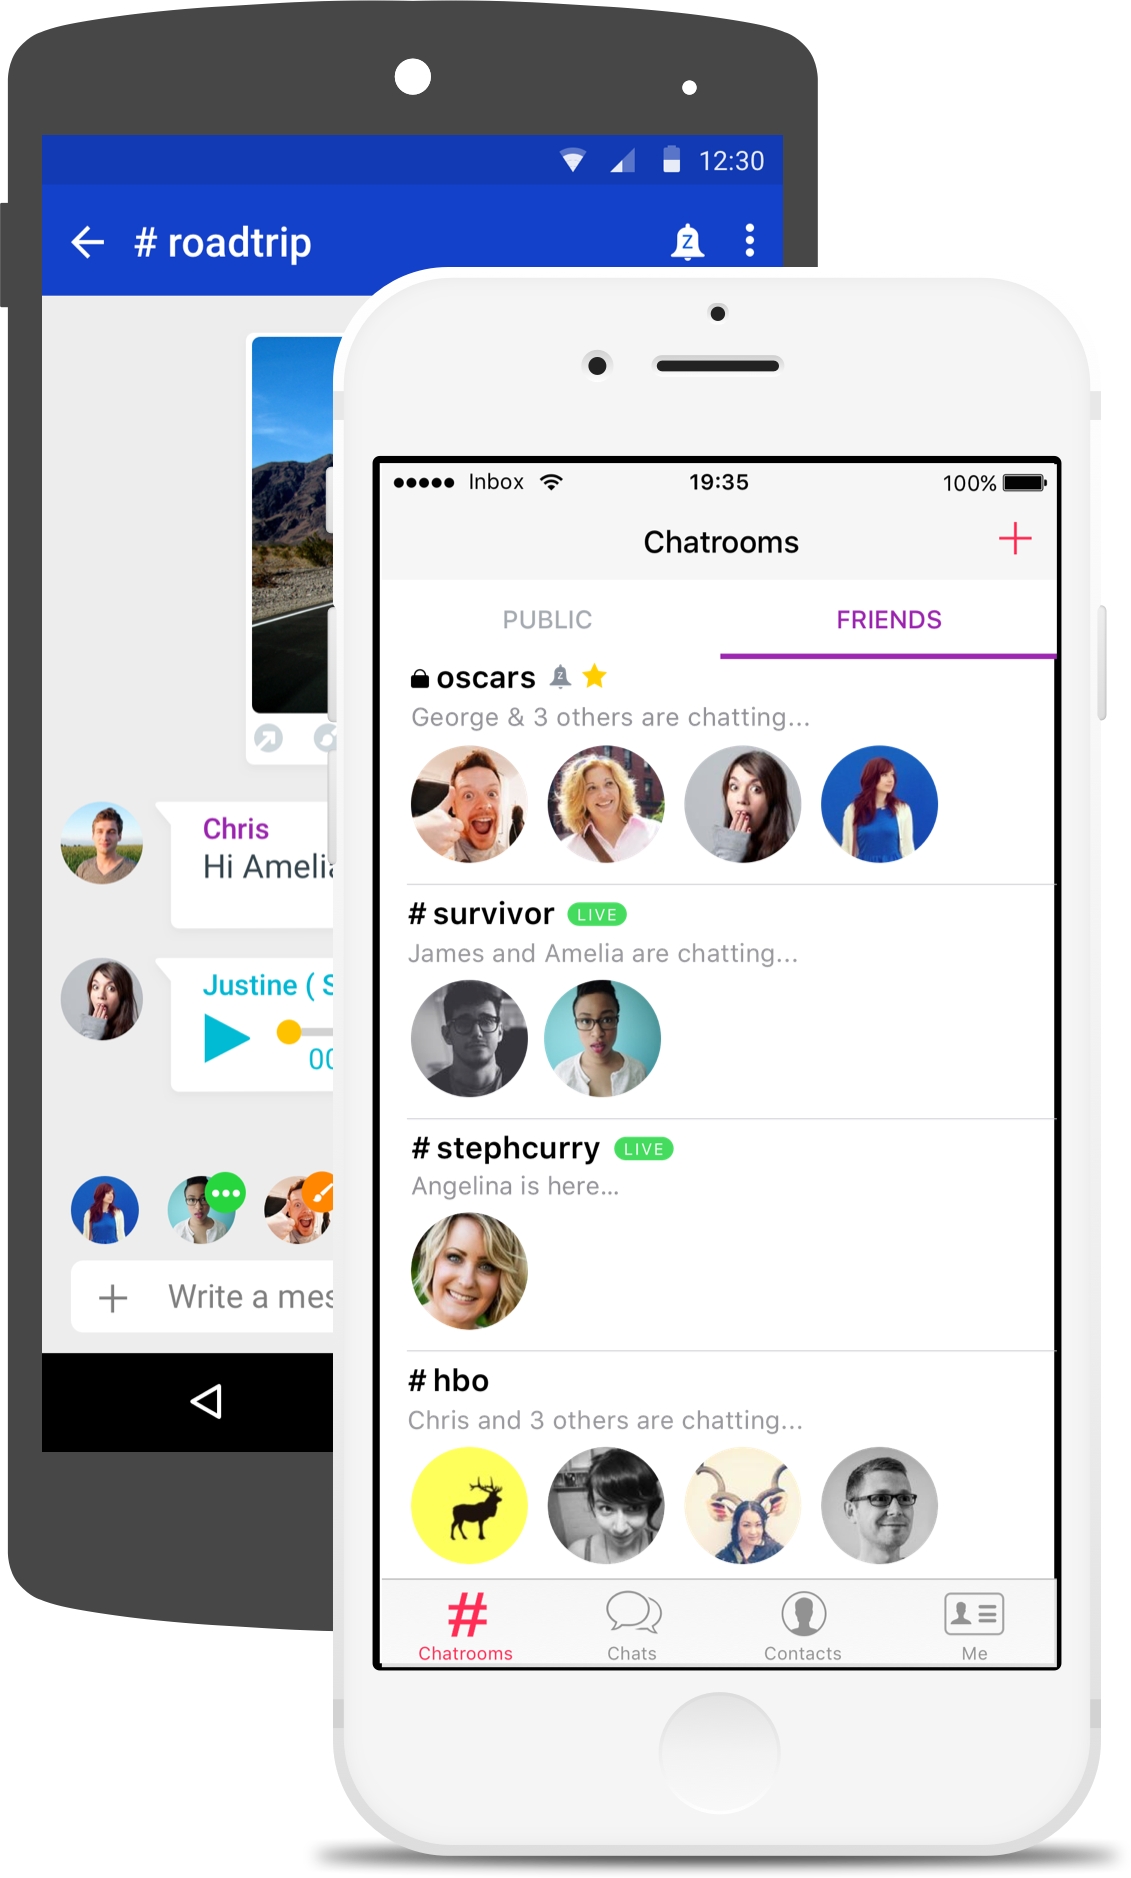 12:30
# roadtrip
Chris
Hi Amelia
Justine ( S
00
Write a mes
Inbox 19:35 100%
Chatrooms
PUBLIC FRIENDS
oscars
George & 3 others are chatting...
# survivor LIVE
James and Amelia are chatting...
# stephcurry LIVE
Angelina is here...
# hbo
Chris and 3 others are chatting...
Chatrooms Chats Contacts Me